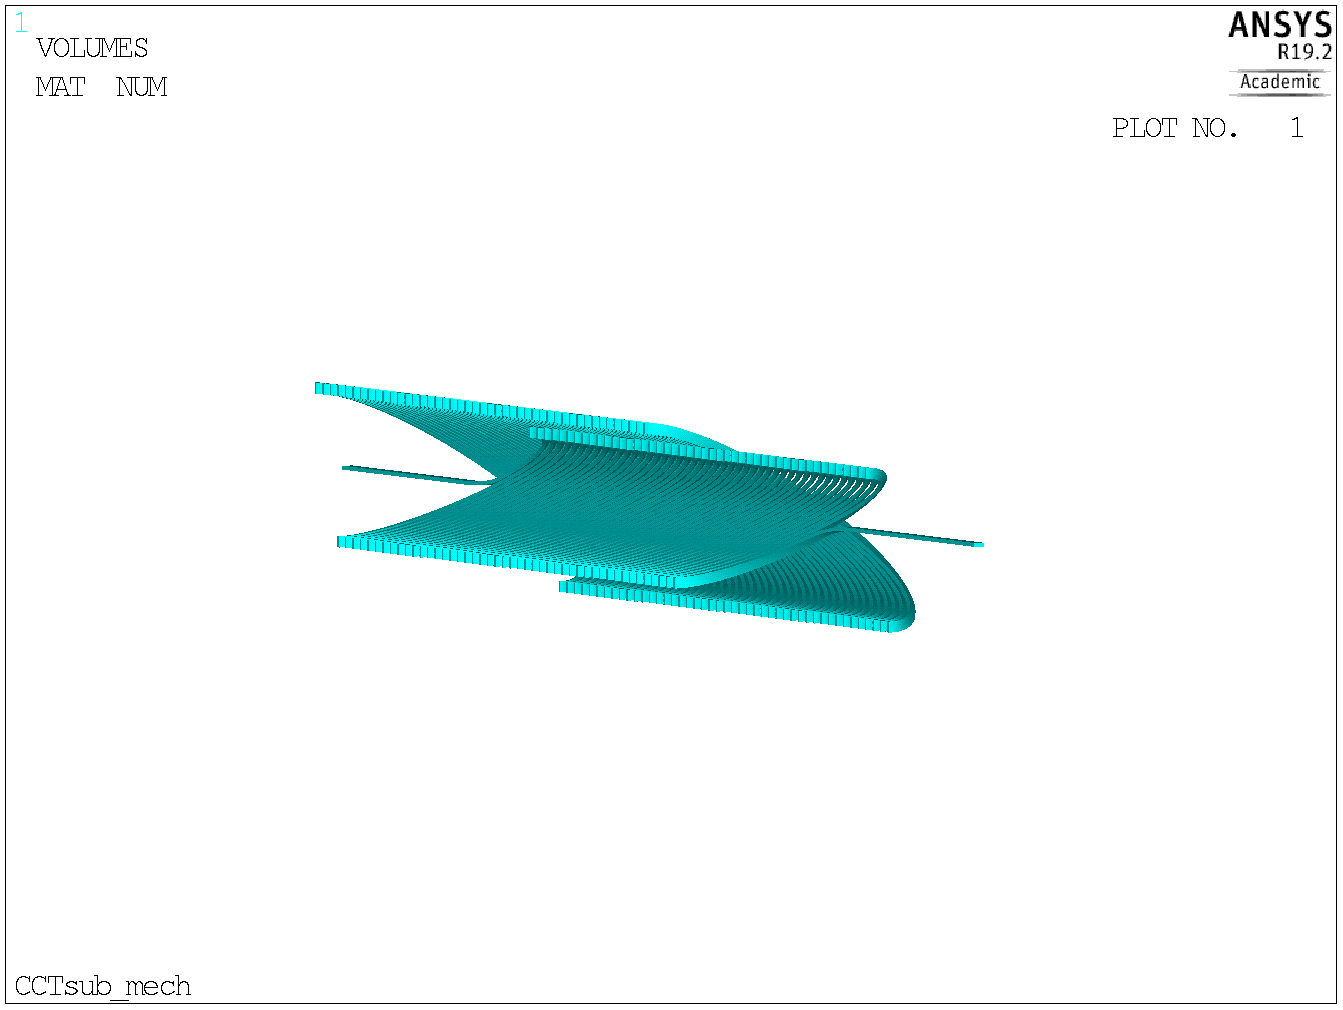 1
VOLUMES
MAT NUM
ANSYS
R19.2
Academic
PLOT NO. 1
CCTsub_mech